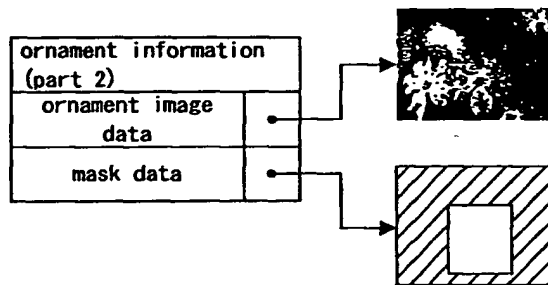 ornament information
(part 2)
ornament image
data
mask data